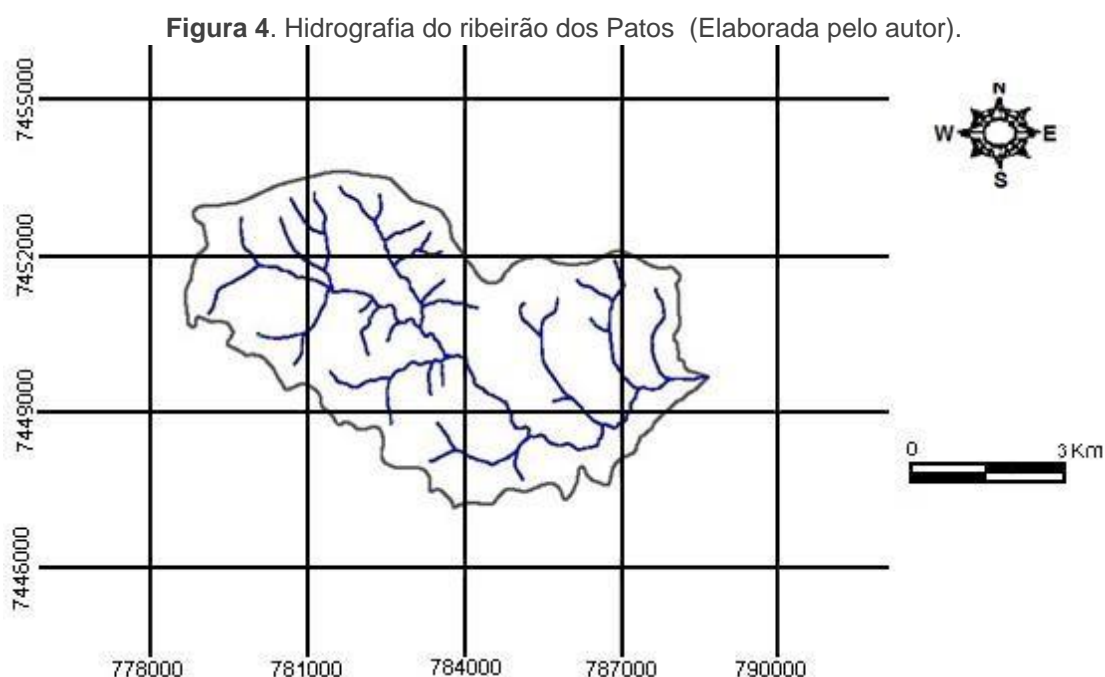 Figura 4. Hidrografia do ribeirão dos Patos (Elaborada pelo autor).
7455000
7452000
7449000
7446000
778000 781000 784000 787000 790000
N
W E
S
0 3 Km